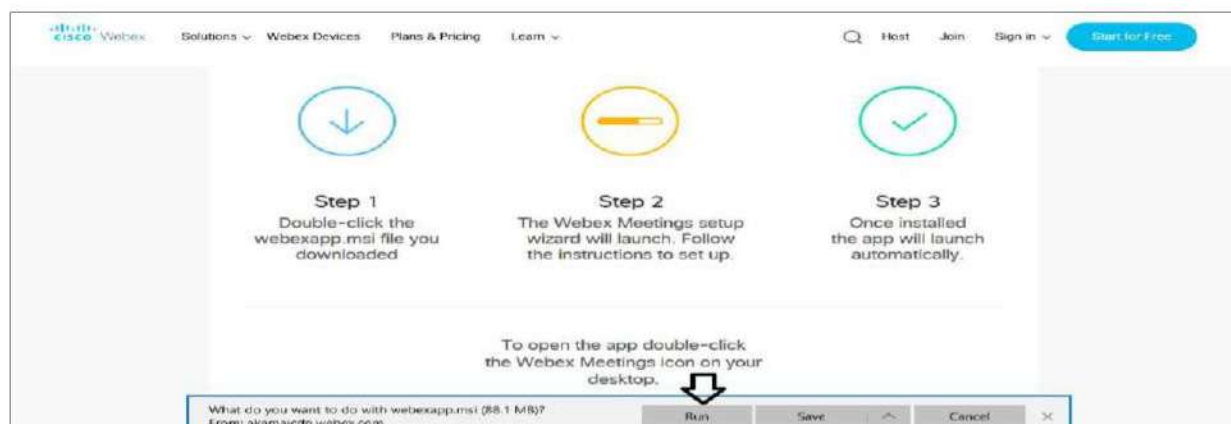 CISCO Webex Solutions Webex Devices Plans & Pricing Learn Host Join Sign in Start for Free
Step 1
Double-click the
webexapp.msi file you
downloaded
Step 2
The Webex Meetings setup
wizard will launch. Follow
the instructions to set up.
Step 3
Once installed
the app will launch
automatically.
To open the app double-click
the Webex Meetings icon on your
desktop.
What do you want to do with webexapp.msi (88.1 MB)?
Run Save Cancel
From: